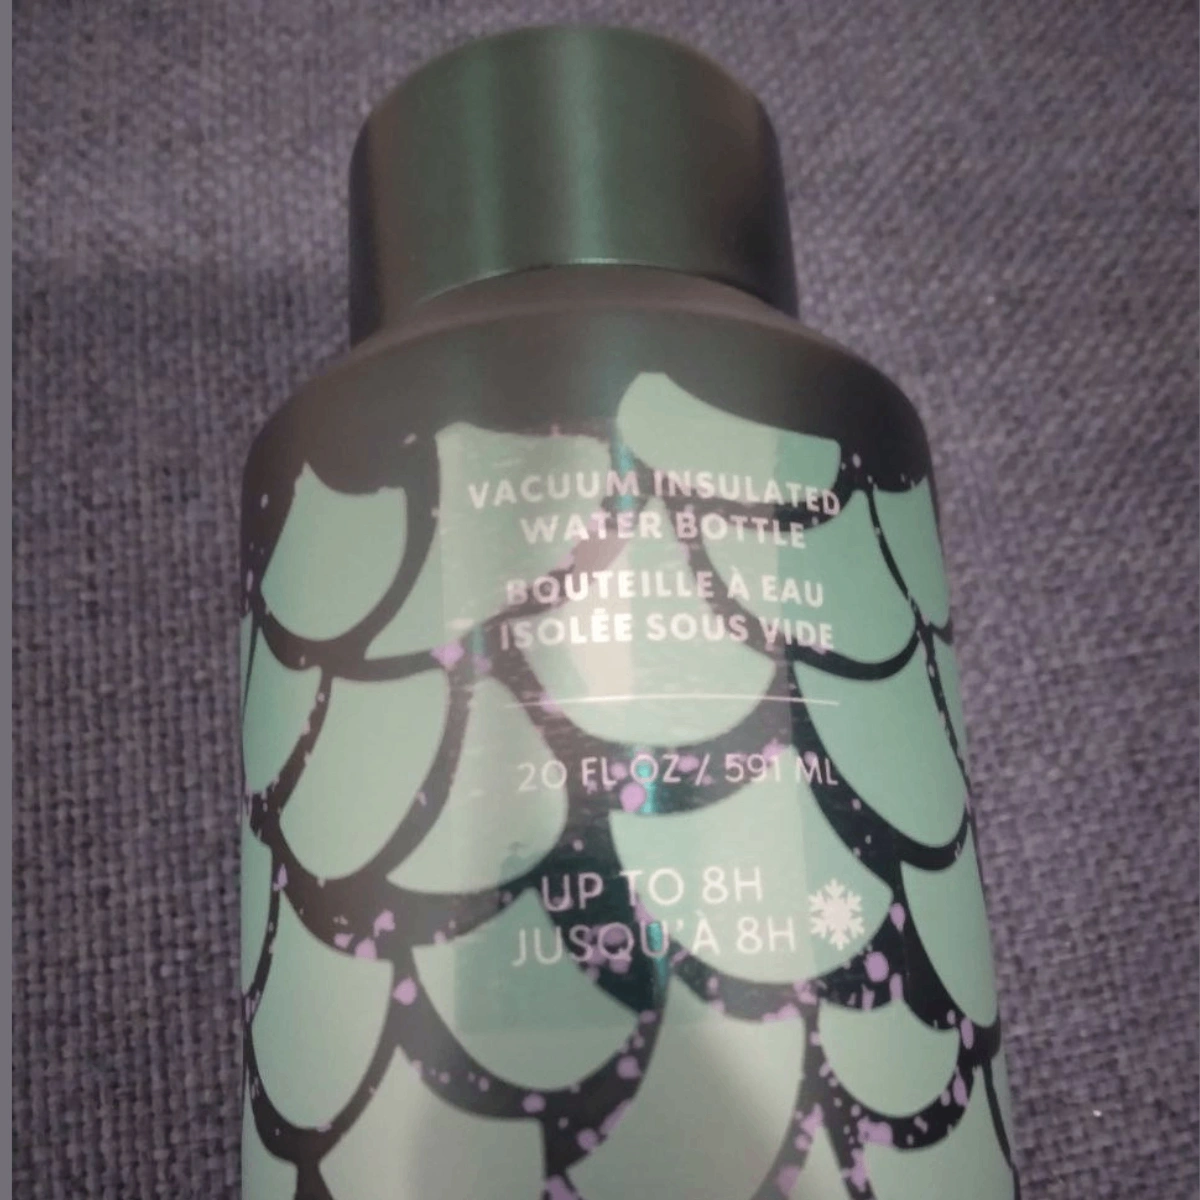 VACUUM INSULATED
WATER BOTTLE
BOUTEILLE À EAU
ISOLÉE SOUS VIDE
20 FL OZ / 591 ML
UP TO 8H
JUSQU'À 8H